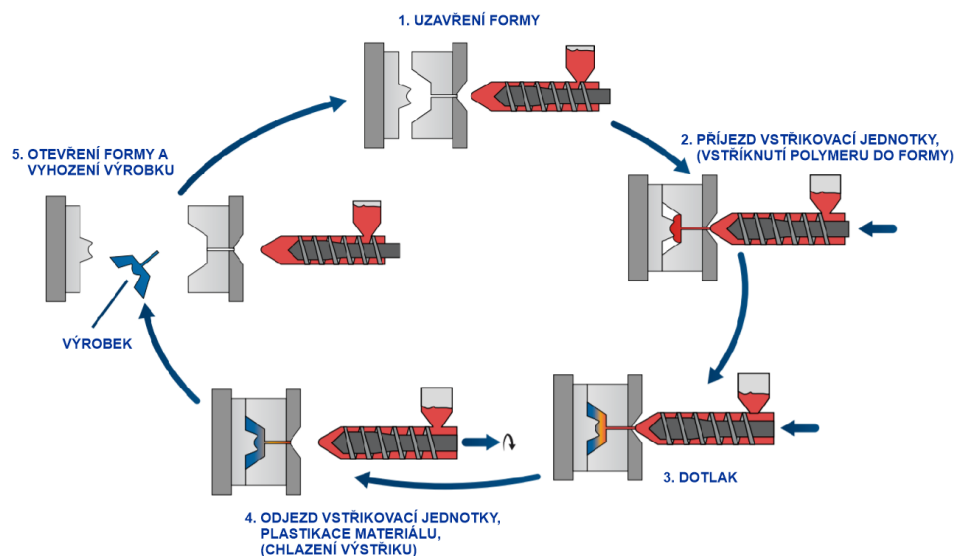 1. UZAVŘENÍ FORMY
2. PŘÍJEZD VSTŘIKOVACÍ JEDNOTKY,
(VSTŘÍKNUTÍ POLYMERU DO FORMY)
3. DOTLAK
4. ODJEZD VSTŘIKOVACÍ JEDNOTKY,
PLASTIKACE MATERIÁLU,
(CHLAZENÍ VÝSTŘIKU)
5. OTEVŘENÍ FORMY A
VYHOZENÍ VÝROBKU
VÝROBEK